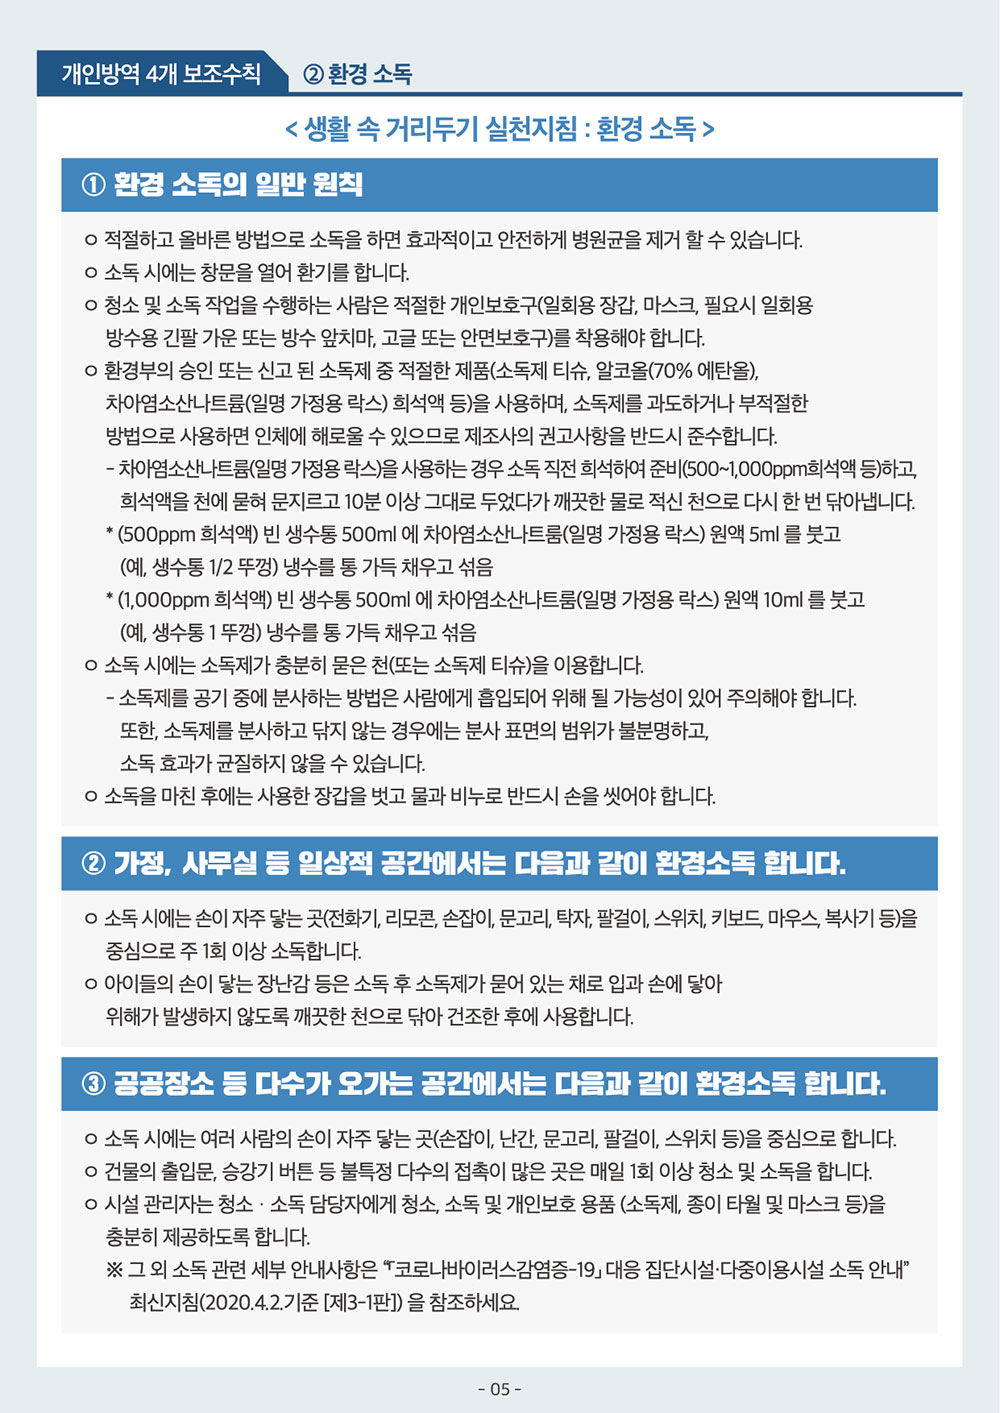 개인방역 4개 보조수칙
② 환경 소독
< 생활 속 거리두기 실천지침 : 환경 소독 >
① 환경 소독의 일반 원칙
ㅇ 적절하고 올바른 방법으로 소독을 하면 효과적이고 안전하게 병원균을 제거 할 수 있습니다.
ㅇ 소독 시에는 창문을 열어 환기를 합니다.
ㅇ 청소 및 소독 작업을 수행하는 사람은 적절한 개인보호구(일회용 장갑, 마스크, 필요시 일회용
방수용 긴팔 가운 또는 방수 앞치마, 고글 또는 안면보호구)를 착용해야 합니다.
ㅇ 환경부의 승인 또는 신고 된 소독제 중 적절한 제품(소독제 티슈, 알코올(70% 에탄올),
차아염소산나트륨(일명 가정용 락스) 희석액 등)을 사용하며, 소독제를 과도하거나 부적절한
방법으로 사용하면 인체에 해로울 수 있으므로 제조사의 권고사항을 반드시 준수합니다.
- 차아염소산나트륨(일명 가정용 락스)을 사용하는 경우 소독 직전 희석하여 준비(500~1,000ppm희석액 등)하고,
희석액을 천에 묻혀 문지르고 10분 이상 그대로 두었다가 깨끗한 물로 적신 천으로 다시 한 번 닦아냅니다.
* (500ppm 희석액) 빈 생수통 500ml 에 차아염소산나트룸(일명 가정용 락스) 원액 5ml 를 붓고
(예, 생수통 1/2 뚜껑) 냉수를 통 가득 채우고 섞음
* (1,000ppm 희석액) 빈 생수통 500ml 에 차아염소산나트룸(일명 가정용 락스) 원액 10ml 를 붓고
(예, 생수통 1 뚜껑) 냉수를 통 가득 채우고 섞음
ㅇ 소독 시에는 소독제가 충분히 묻은 천(또는 소독제 티슈)을 이용합니다.
- 소독제를 공기 중에 분사하는 방법은 사람에게 흡입되어 위해 될 가능성이 있어 주의해야 합니다.
또한, 소독제를 분사하고 닦지 않는 경우에는 분사 표면의 범위가 불분명하고,
소독 효과가 균질하지 않을 수 있습니다.
ㅇ 소독을 마친 후에는 사용한 장갑을 벗고 물과 비누로 반드시 손을 씻어야 합니다.
② 가정, 사무실 등 일상적 공간에서는 다음과 같이 환경소독 합니다.
ㅇ 소독 시에는 손이 자주 닿는 곳(전화기, 리모콘, 손잡이, 문고리, 탁자, 팔걸이, 스위치, 키보드, 마우스, 복사기 등)을
중심으로 주 1회 이상 소독합니다.
ㅇ 아이들의 손이 닿는 장난감 등은 소독 후 소독제가 묻어 있는 채로 입과 손에 닿아
위해가 발생하지 않도록 깨끗한 천으로 닦아 건조한 후에 사용합니다.
③ 공공장소 등 다수가 오가는 공간에서는 다음과 같이 환경소독 합니다.
ㅇ 소독 시에는 여러 사람의 손이 자주 닿는 곳(손잡이, 난간, 문고리, 팔걸이, 스위치 등)을 중심으로 합니다.
ㅇ 건물의 출입문, 승강기 버튼 등 불특정 다수의 접촉이 많은 곳은 매일 1회 이상 청소 및 소독을 합니다.
ㅇ 시설 관리자는 청소 · 소독 담당자에게 청소, 소독 및 개인보호 용품 (소독제, 종이 타월 및 마스크 등)을
충분히 제공하도록 합니다.
※ 그 외 소독 관련 세부 안내사항은 “「코로나바이러스감염증-19」 대응 집단시설·다중이용시설 소독 안내”
최신지침(2020.4.2.기준 [제3-1판]) 을 참조하세요.
- 05 -